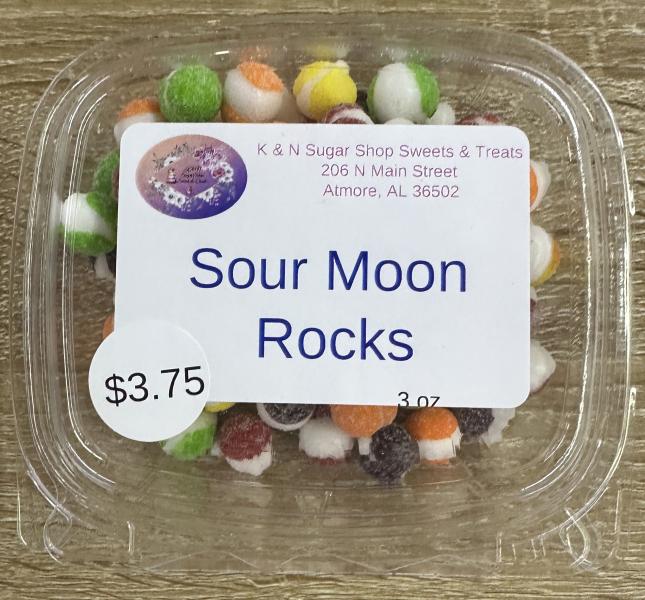 K & N Sugar Shop Sweets & Treats
206 N Main Street
Atmore, AL 36502
Sour Moon
Rocks
$3.75
3 oz